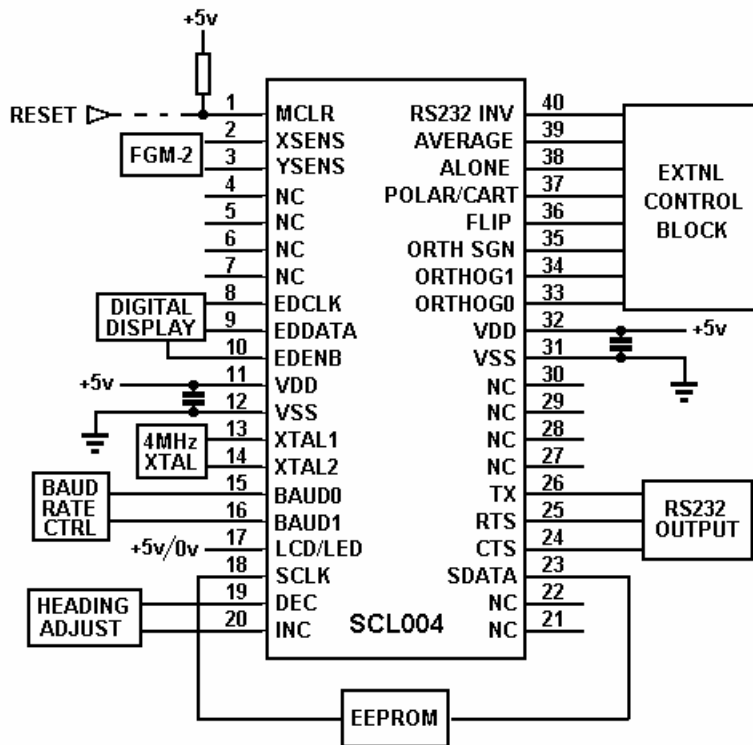 +5v
RESET
1 MCLR RS232 INV 40
2 XSENS AVERAGE 39
FGM-2
3 YSENS ALONE 38
4 NC POLAR/CART 37
5 NC FLIP 36
6 NC ORTH SGN 35
7 NC ORTHOG1 34
8 EDCLK ORTHOG0 33
EXTNL
CONTROL
BLOCK
DIGITAL
DISPLAY
9 EDDATA VDD 32 +5v
10 EDENB VSS 31
+5v 11 VDD NC 30
12 VSS NC 29
4MHz
XTAL
13 XTAL1 NC 28
14 XTAL2 NC 27
BAUD
RATE
CTRL
15 BAUD0 TX 26
16 BAUD1 RTS 25
RS232
OUTPUT
+5v/0v 17 LCD/LED CTS 24
18 SCLK SDATA 23
HEADING
ADJUST
19 DEC NC 22
20 INC NC 21
SCL004
EEPROM